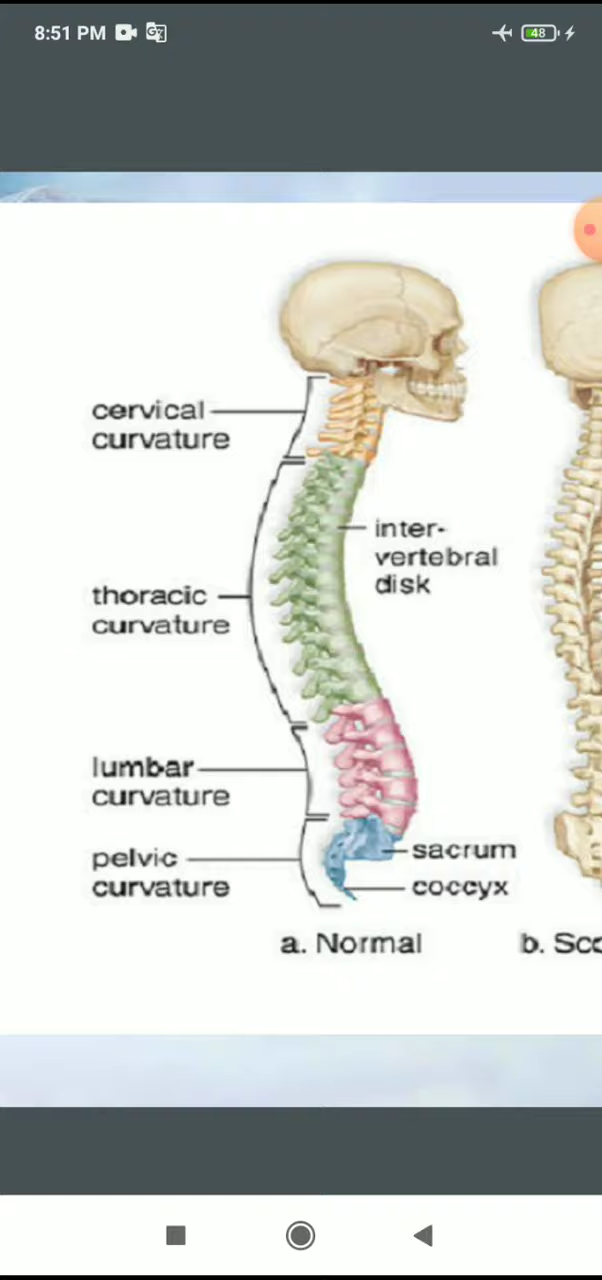 8:51 PM
48
cervical
curvature
inter-
vertebral
disk
thoracic
curvature
lumbar
curvature
pelvic
curvature
sacrum
coccyx
a. Normal
b. Sco